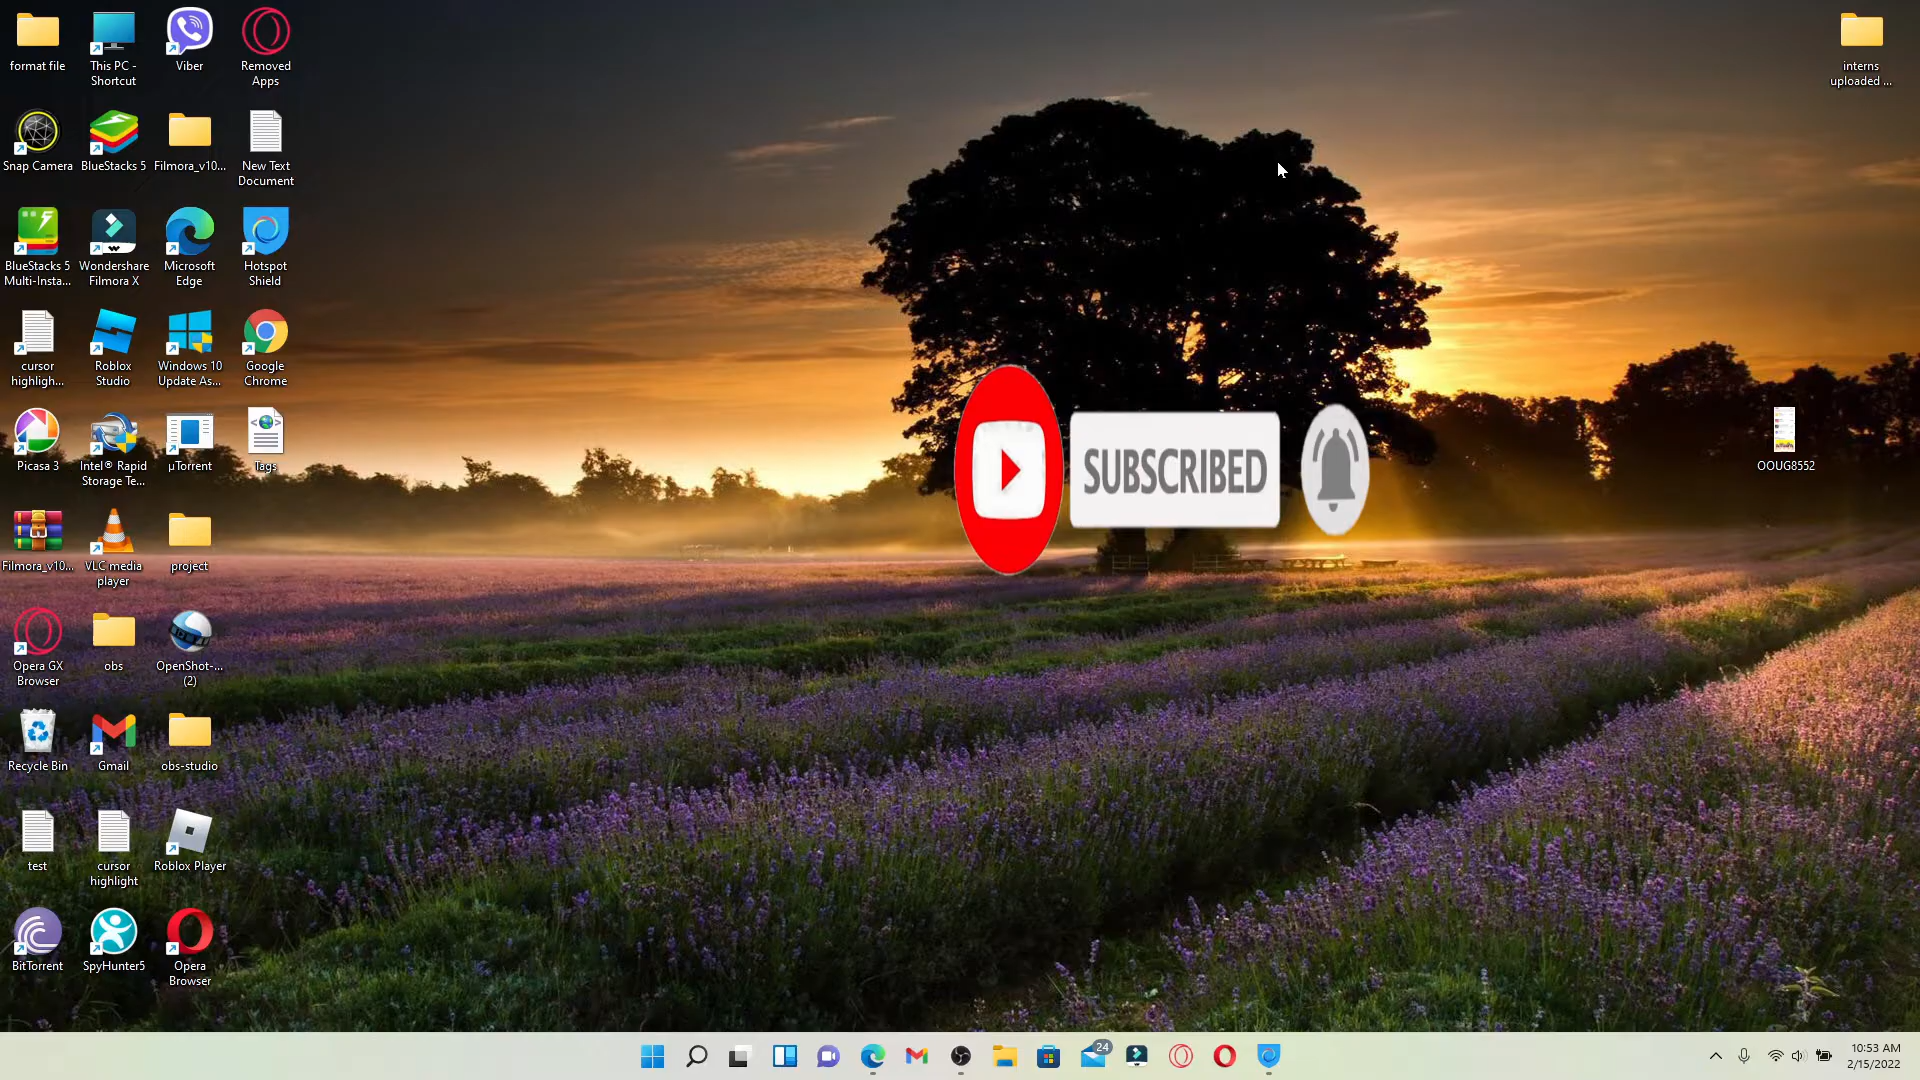 format file
This PC -
Shortcut
Viber
Removed
Apps
interns
uploaded ...
Snap Camera
BlueStacks 5
Filmora_v10...
New Text
Document
BlueStacks 5
Multi-Insta...
Wondershare
Filmora X
Microsoft
Edge
Hotspot
Shield
cursor
highligh...
Roblox
Studio
Windows 10
Update As...
Google
Chrome
Picasa 3
Intel® Rapid
Storage Te...
µTorrent
Tags
SUBSCRIBED
OOUG8552
Filmora_v10...
VLC media
player
project
Opera GX
Browser
obs
OpenShot-...
(2)
Recycle Bin
Gmail
obs-studio
test
cursor
highlight
Roblox Player
BitTorrent
SpyHunter5
Opera
Browser
24
10:53 AM
2/15/2022